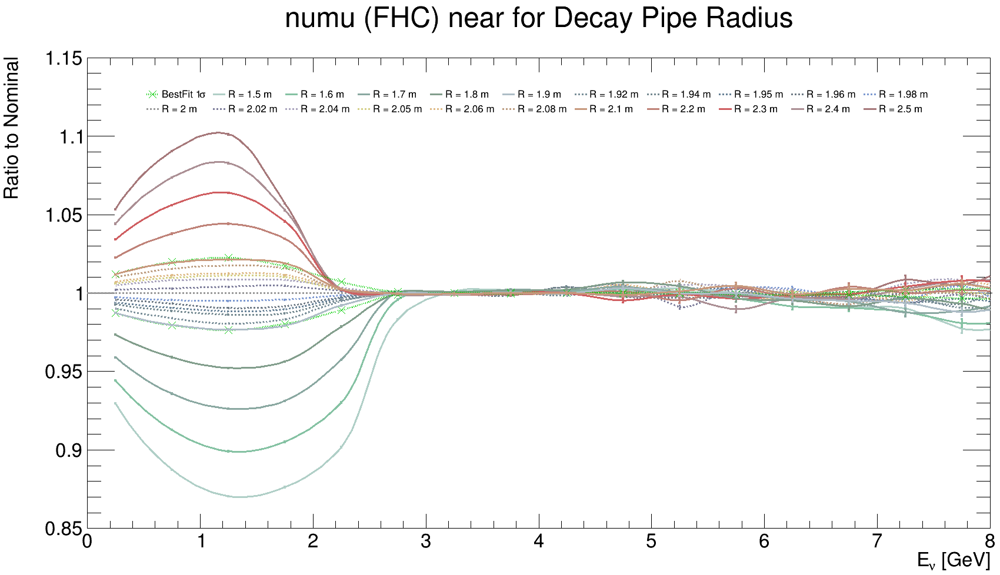 numu (FHC) near for Decay Pipe Radius
Ratio to Nominal
1.15
1.1
1.05
1
0.95
0.9
0.85
BestFit 1σ R = 1.5 m R = 1.6 m R = 1.7 m R = 1.8 m R = 1.9 m R = 1.92 m R = 1.94 m R = 1.95 m R = 1.96 m R = 1.98 m
R = 2 m R = 2.02 m R = 2.04 m R = 2.05 m R = 2.06 m R = 2.08 m R = 2.1 m R = 2.2 m R = 2.3 m R = 2.4 m R = 2.5 m
0 1 2 3 4 5 6 7 8
Eν [GeV]